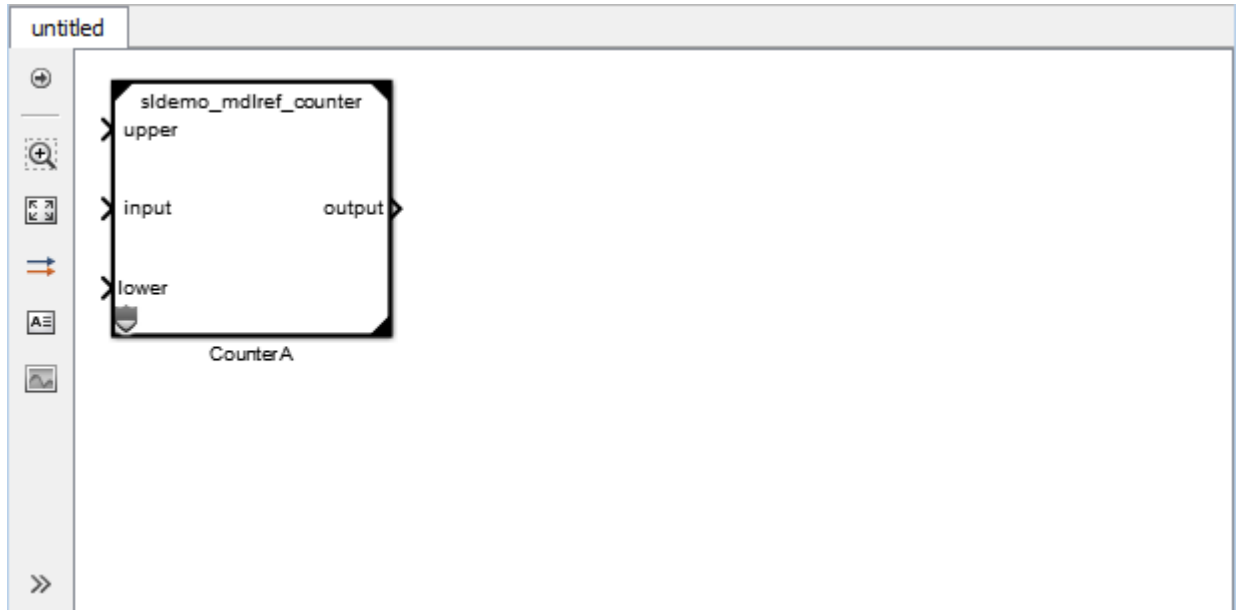 untitled
sldemo_mdlref_counter
upper
input output
lower
CounterA